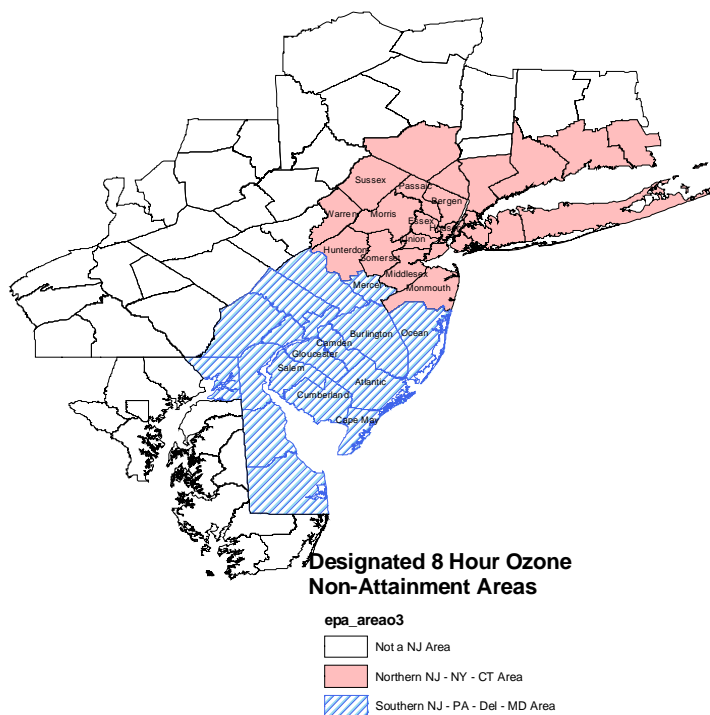 Sussex
Passaic
Bergen
Warren
Morris
Essex
Hudson
Union
Hunterdon
Somerset
Middlesex
Mercer
Monmouth
Burlington
Ocean
Camden
Gloucester
Salem
Atlantic
Cumberland
Cape May
Designated 8 Hour Ozone
Non-Attainment Areas
epa_areao3
Not a NJ Area
Northern NJ - NY - CT Area
Southern NJ - PA - Del - MD Area